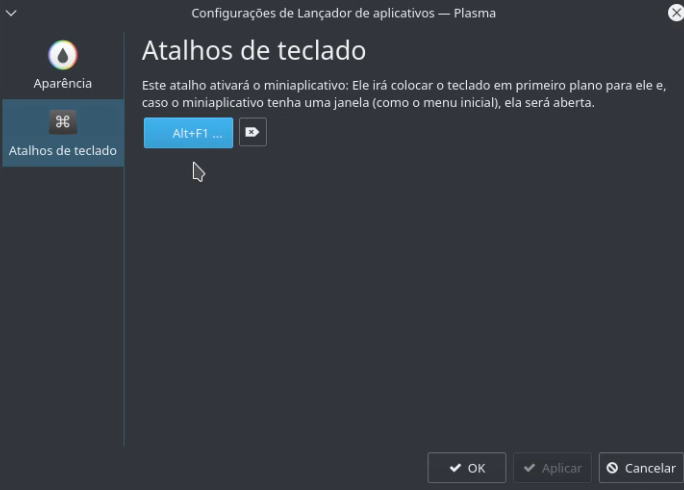 Configurações de Lançador de aplicativos — Plasma
Aparência
Atalhos de teclado
Atalhos de teclado
Este atalho ativará o miniaplicativo: Ele irá colocar o teclado em primeiro plano para ele e,
caso o miniaplicativo tenha uma janela (como o menu inicial), ela será aberta.
Alt+F1 ...
OK
Aplicar
Cancelar